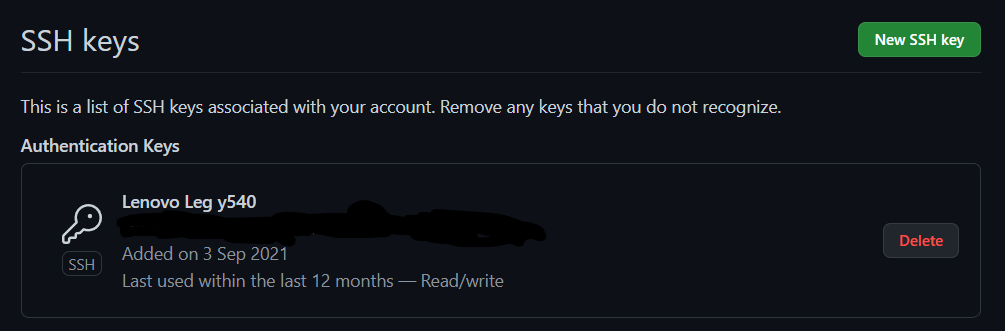 SSH keys
New SSH key
This is a list of SSH keys associated with your account. Remove any keys that you do not recognize.
Authentication Keys
Lenovo Leg y540
SSH
Added on 3 Sep 2021
Last used within the last 12 months — Read/write
Delete